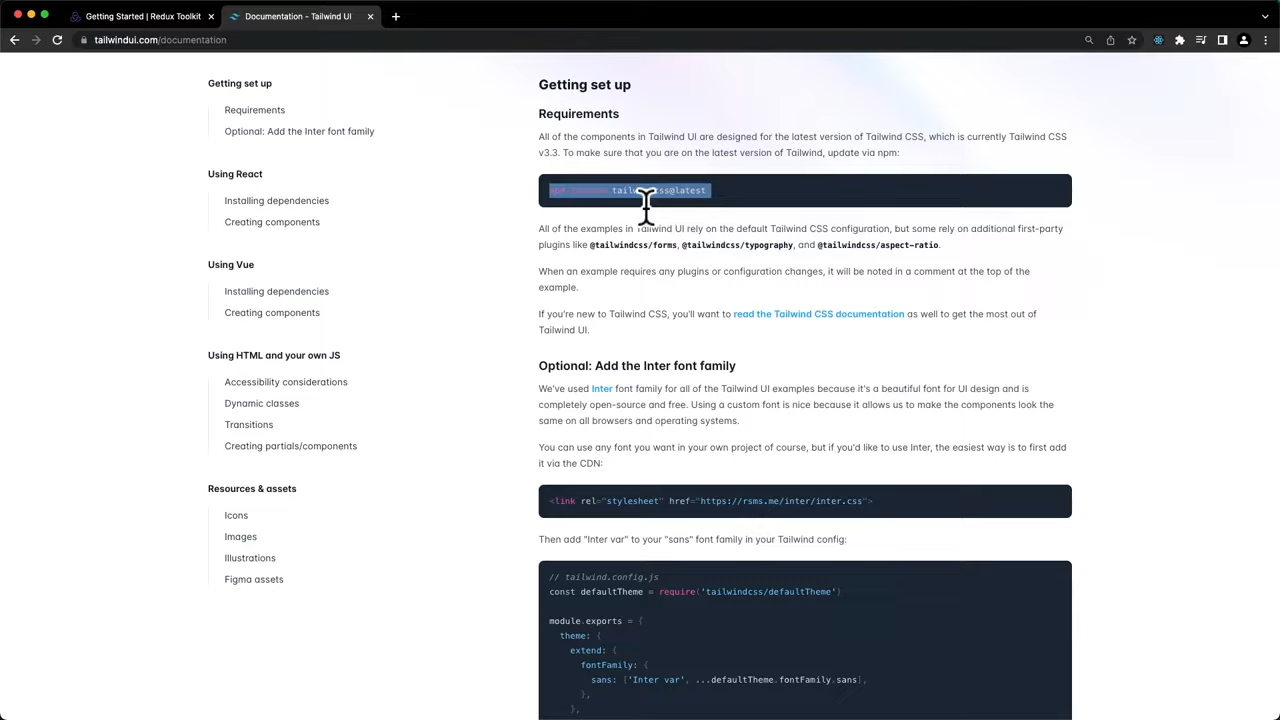 Getting Started | Redux Toolkit
Documentation - Tailwind UI
tailwindui.com/documentation
Getting set up
Requirements
Optional: Add the Inter font family
Using React
Installing dependencies
Creating components
Using Vue
Installing dependencies
Creating components
Using HTML and your own JS
Accessibility considerations
Dynamic classes
Transitions
Creating partials/components
Resources & assets
Icons
Images
Illustrations
Figma assets
Getting set up
Requirements
All of the components in Tailwind UI are designed for the latest version of Tailwind CSS, which is currently Tailwind CSS
v3.3. To make sure that you are on the latest version of Tailwind, update via npm:
npm install tailwindcss@latest
All of the examples in Tailwind UI rely on the default Tailwind CSS configuration, but some rely on additional first-party
plugins like @tailwindcss/forms, @tailwindcss/typography, and @tailwindcss/aspect-ratio.
When an example requires any plugins or configuration changes, it will be noted in a comment at the top of the
example.
If you're new to Tailwind CSS, you'll want to read the Tailwind CSS documentation as well to get the most out of
Tailwind UI.
Optional: Add the Inter font family
We've used Inter font family for all of the Tailwind UI examples because it's a beautiful font for UI design and is
completely open-source and free. Using a custom font is nice because it allows us to make the components look the
same on all browsers and operating systems.
You can use any font you want in your own project of course, but if you'd like to use Inter, the easiest way is to first add
it via the CDN:
<link rel="stylesheet" href="https://rsms.me/inter/inter.css">
Then add "Inter var" to your "sans" font family in your Tailwind config:
// tailwind.config.js
const defaultTheme = require('tailwindcss/defaultTheme')
module.exports = {
theme: {
extend: {
fontFamily: {
sans: ['Inter var', ...defaultTheme.fontFamily.sans],
},
},